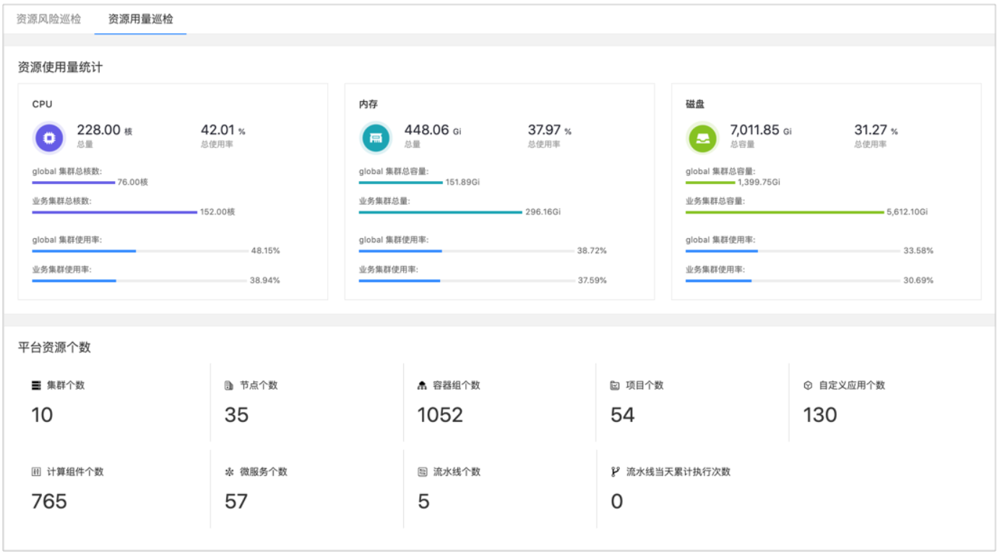 资源风险巡检 资源用量巡检
资源使用量统计
CPU
228.00 核 42.01 %
总量 总使用率
global 集群总核数:
76.00核
业务集群总核数:
152.00核
global 集群使用率:
48.15%
业务集群使用率:
38.94%
内存
448.06 Gi 37.97 %
总量 总使用率
global 集群总容量:
151.89Gi
业务集群总量:
296.16Gi
global 集群使用率:
38.72%
业务集群使用率:
37.59%
磁盘
7,011.85 Gi 31.27 %
总容量 总使用率
global 集群总容量:
1,399.75Gi
业务集群总容量:
5,612.10Gi
global 集群使用率:
33.58%
业务集群使用率:
30.69%
平台资源个数
集群个数 节点个数 容器组个数 项目个数 自定义应用个数
10 35 1052 54 130
计算组件个数 微服务个数 流水线个数 流水线当天累计执行次数
765 57 5 0